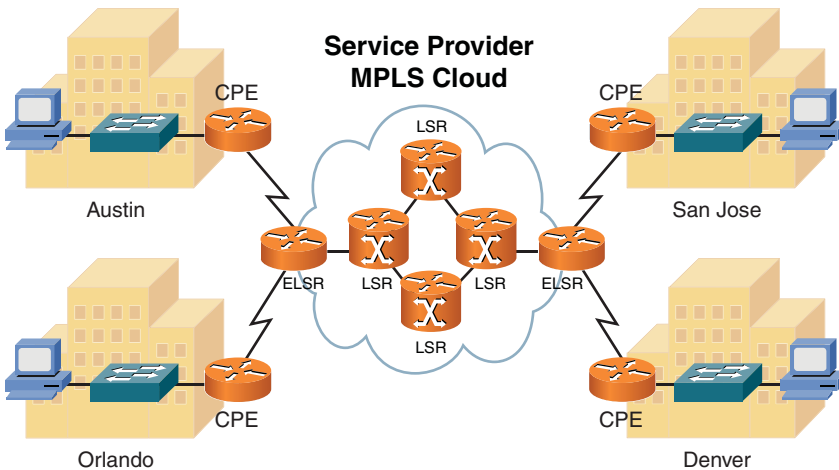 Service Provider
MPLS Cloud
CPE
CPE
LSR
Austin
San Jose
ELSR
LSR
LSR
ELSR
LSR
CPE
CPE
Orlando
Denver